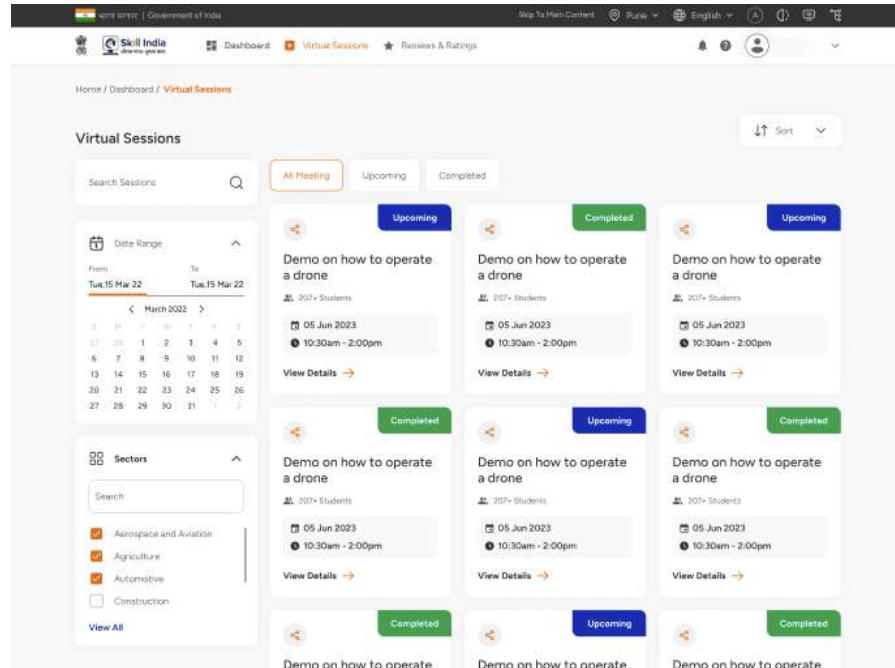 भारत सरकार | Government of India
Skip To Main Content
Pune
English
A
Skill India
कौशल भारत-कुशल भारत
Dashboard
Virtual Sessions
Reviews & Ratings
Home / Dashboard / Virtual Sessions
Virtual Sessions
Sort
Search Sessions
All Meeting
Upcoming
Completed
Date Range
From
To
Tue,15 Mar 22
Tue,15 Mar 22
March 2022
S M T W T F S
27 28 1 2 3 4 5
6 7 8 9 10 11 12
13 14 15 16 17 18 19
20 21 22 23 24 25 26
27 28 29 30 31 1 2
Sectors
Search
Aerospace and Aviation
Agriculture
Automotive
Construction
View All
Upcoming
Demo on how to operate
a drone
207+ Students
05 Jun 2023
10:30am - 2:00pm
View Details
Completed
Demo on how to operate
a drone
207+ Students
05 Jun 2023
10:30am - 2:00pm
View Details
Upcoming
Demo on how to operate
a drone
207+ Students
05 Jun 2023
10:30am - 2:00pm
View Details
Completed
Demo on how to operate
a drone
207+ Students
05 Jun 2023
10:30am - 2:00pm
View Details
Upcoming
Demo on how to operate
a drone
207+ Students
05 Jun 2023
10:30am - 2:00pm
View Details
Completed
Demo on how to operate
a drone
207+ Students
05 Jun 2023
10:30am - 2:00pm
View Details
Completed
Demo on how to operate
Upcoming
Demo on how to operate
Completed
Demo on how to operate